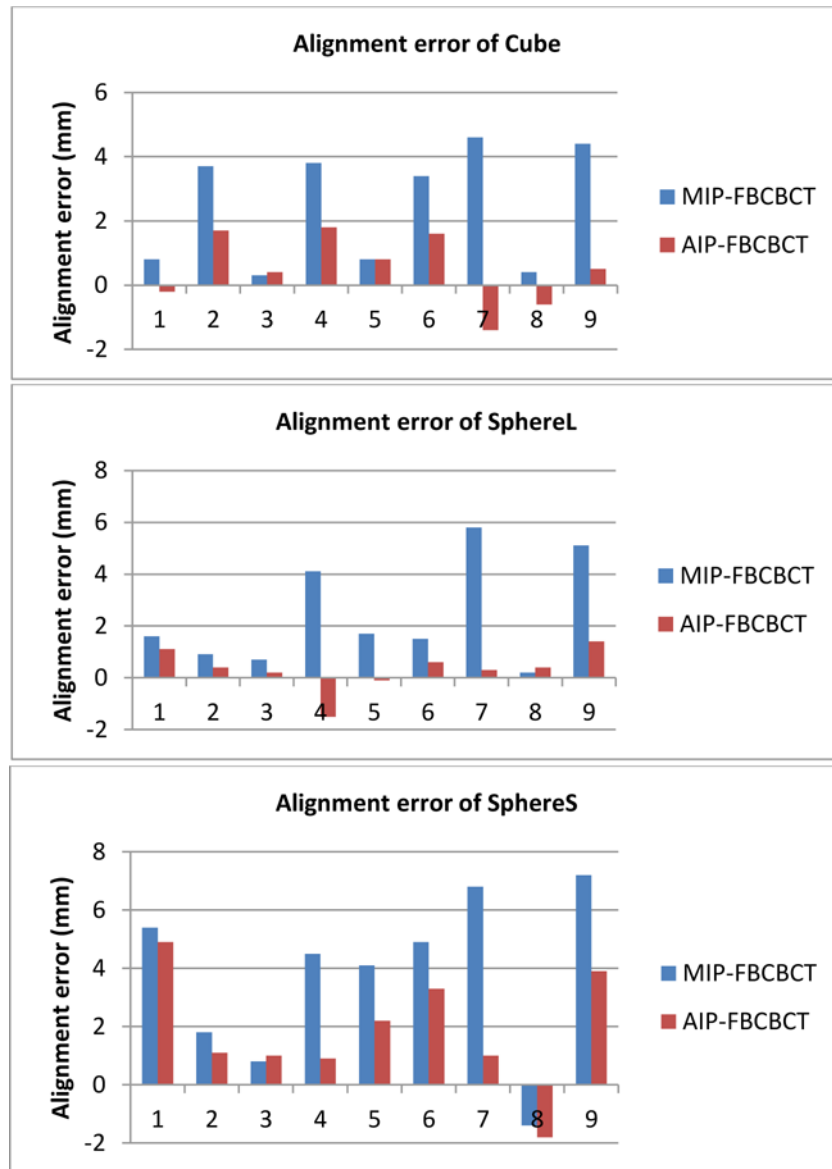 Alignment error of Cube
Alignment error (mm)
6
4
2
0
-2
1 2 3 4 5 6 7 8 9
MIP-FBCBCT
AIP-FBCBCT
Alignment error of SphereL
Alignment error (mm)
8
6
4
2
0
-2
1 2 3 4 5 6 7 8 9
MIP-FBCBCT
AIP-FBCBCT
Alignment error of SphereS
Alignment error (mm)
8
6
4
2
0
-2
1 2 3 4 5 6 7 8 9
MIP-FBCBCT
AIP-FBCBCT